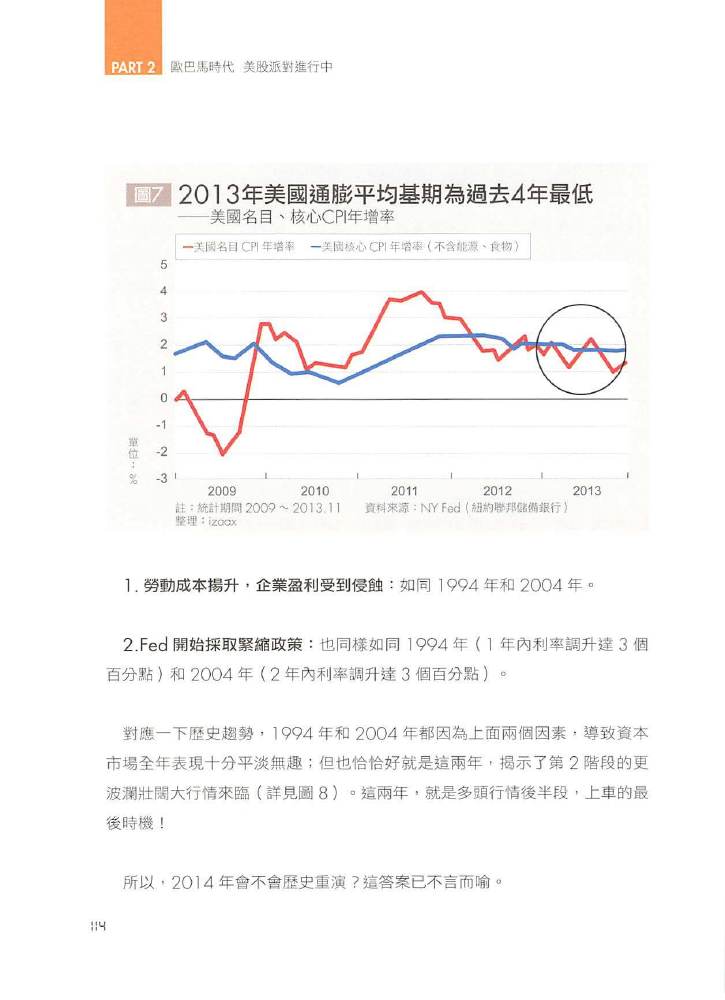 PART 2 歐巴馬時代 美股派對進行中
圖7 2013年美國通膨平均基期為過去4年最低
——美國名目、核心CPI年增率
美國名目 CPI 年增率 美國核心 CPI 年增率（不含能源、食物）
5
4
3
2
1
0
-1
-2
-3
單位：%
2009 2010 2011 2012 2013
註：統計期間 2009 ～ 2013.11 資料來源：NY Fed（紐約聯邦儲備銀行）
整理：izaax
1. 勞動成本揚升，企業盈利受到侵蝕：如同 1994 年和 2004 年。
2.Fed 開始採取緊縮政策：也同樣如同 1994 年（1 年內利率調升達 3 個
百分點）和 2004 年（2 年內利率調升達 3 個百分點）。
對應一下歷史趨勢，1994 年和 2004 年都因為上面兩個因素，導致資本
市場全年表現十分平淡無趣；但也恰恰好就是這兩年，揭示了第 2 階段的更
波瀾壯闊大行情來臨（詳見圖 8）。這兩年，就是多頭行情後半段，上車的最
後時機！
所以，2014 年會不會歷史重演？這答案已不言而喻。
114